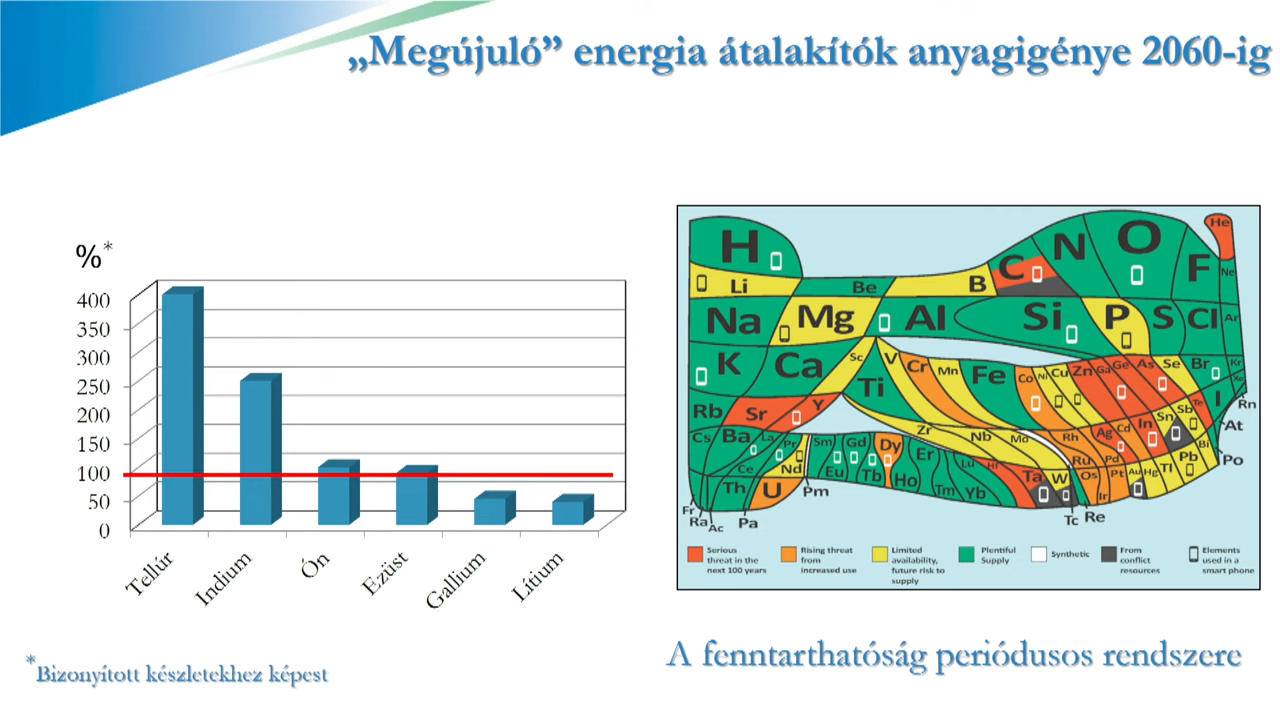 „Megújuló” energia átalakítók anyagigénye 2060-ig
%*
400
350
300
250
200
150
100
50
0
Tellúr
Indium
Ón
Ezüst
Gallium
Lítium
*Bizonyított készletekhez képest
H
He
Li
Be
B
C
N
O
F
Ne
Na
Mg
Al
Si
P
S
Cl
Ar
K
Ca
Sc
Ti
V
Cr
Mn
Fe
Co
Ni
Cu
Zn
Ga
Ge
As
Se
Br
Kr
Rb
Sr
Y
Zr
Nb
Mo
Tc
Ru
Rh
Pd
Ag
Cd
In
Sn
Sb
Te
I
Xe
Cs
Ba
La
Ce
Pr
Nd
Pm
Sm
Eu
Gd
Tb
Dy
Ho
Er
Tm
Yb
Lu
Hf
Ta
W
Re
Os
Ir
Pt
Au
Hg
Tl
Pb
Bi
Po
At
Rn
Fr
Ra
Ac
Th
Pa
U
Serious
threat in the
next 100 years
Rising threat
from
increased use
Limited
availability,
future risk to
supply
Plentiful
Supply
Synthetic
From
conflict
resources
Elements
used in a
smart phone
A fenntarthatóság periódusos rendszere